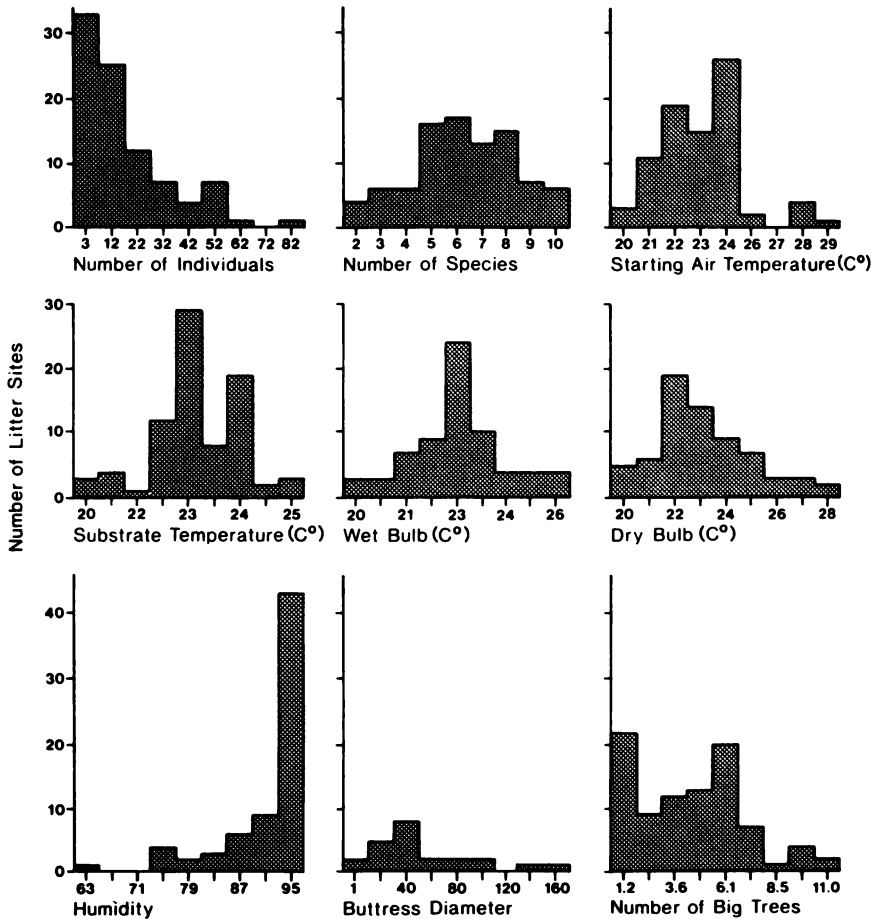 30
20
10
0
3 12 22 32 42 52 62 72 82
Number of Individuals
2 3 4 5 6 7 8 9 10
Number of Species
20 21 22 23 24 26 27 28 29
Starting Air Temperature (C°)
Number of Litter Sites
30
20
10
0
20 22 23 24 25
Substrate Temperature (C°)
20 21 23 24 26
Wet Bulb (C°)
20 22 24 26 28
Dry Bulb (C°)
40
30
20
10
0
63 71 79 87 95
Humidity
1 40 80 120 160
Buttress Diameter
1.2 3.6 6.1 8.5 11.0
Number of Big Trees